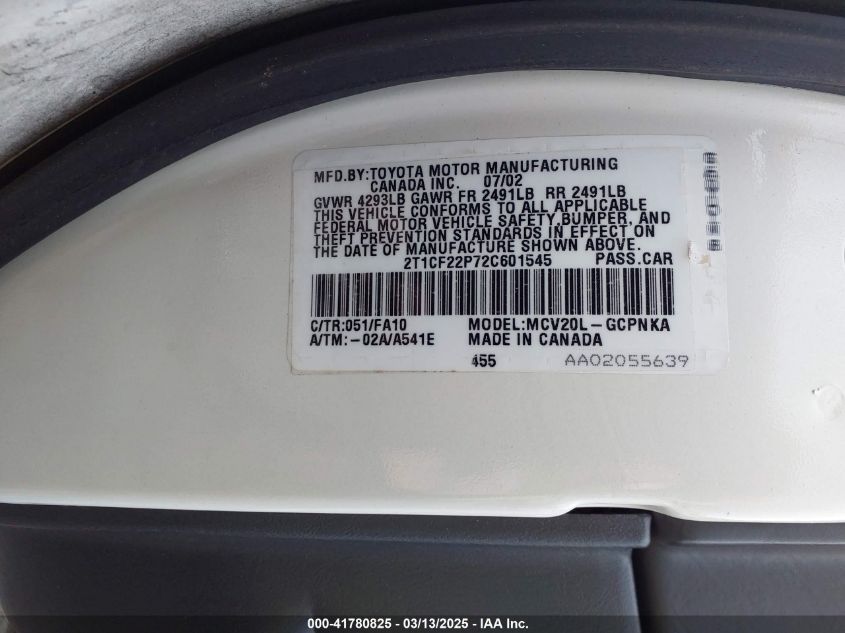 MFD.BY:TOYOTA MOTOR MANUFACTURING
CANADA INC. 07/02
GVWR 4293LB GAWR FR 2491LB RR 2491LB
THIS VEHICLE CONFORMS TO ALL APPLICABLE
FEDERAL MOTOR VEHICLE SAFETY,BUMPER, AND
THEFT PREVENTION STANDARDS IN EFFECT ON
THE DATE OF MANUFACTURE SHOWN ABOVE.
2T1CF22P72C601545 PASS.CAR
C/TR:051/FA10 MODEL:MCV20L-GCPNKA
A/TM:-02A/A541E MADE IN CANADA
455 AA02055639
000-41780825 - 03/13/2025 - IAA Inc.